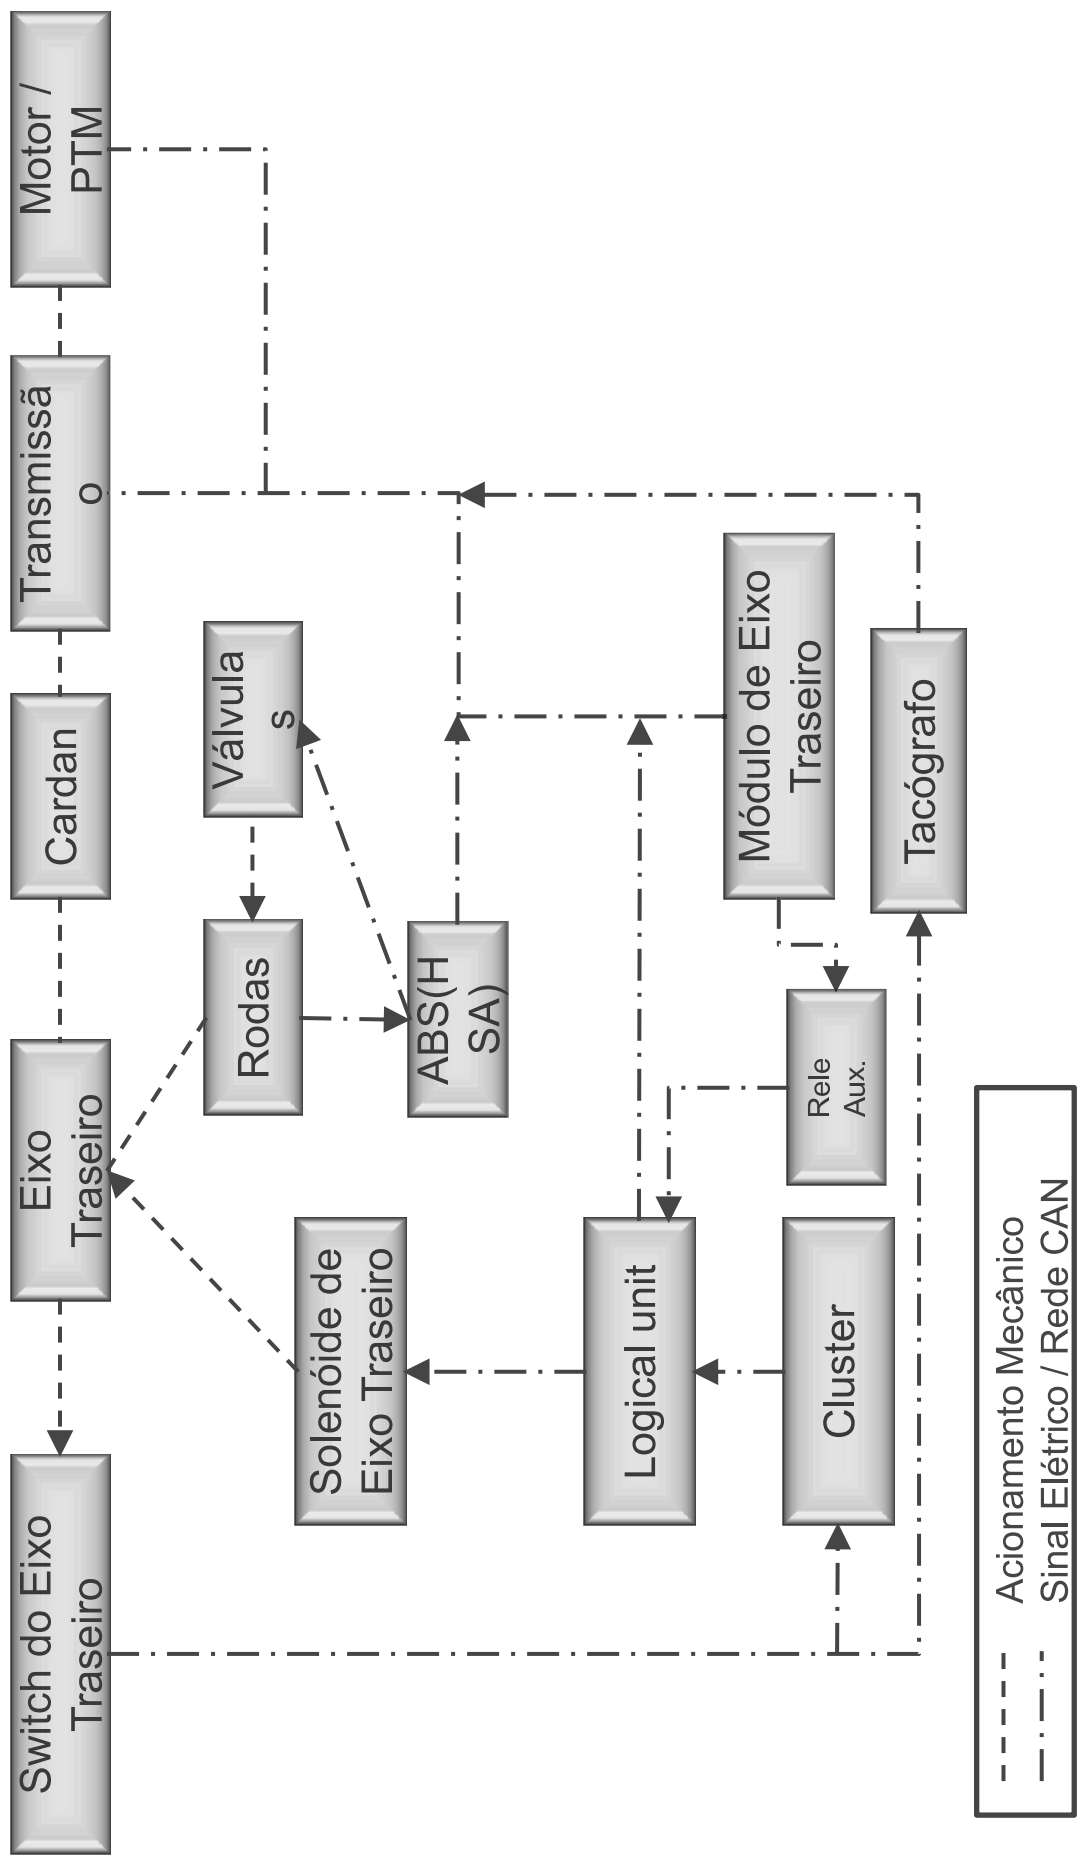 Motor /
PTM
Transmissã
o
Cardan
Eixo
Traseiro
Switch do Eixo
Traseiro
Válvula
s
Rodas
ABS(H
SA)
Solenóide de
Eixo Traseiro
Logical unit
Módulo de Eixo
Traseiro
Rele
Aux.
Cluster
Tacógrafo
Acionamento Mecânico
Sinal Elétrico / Rede CAN